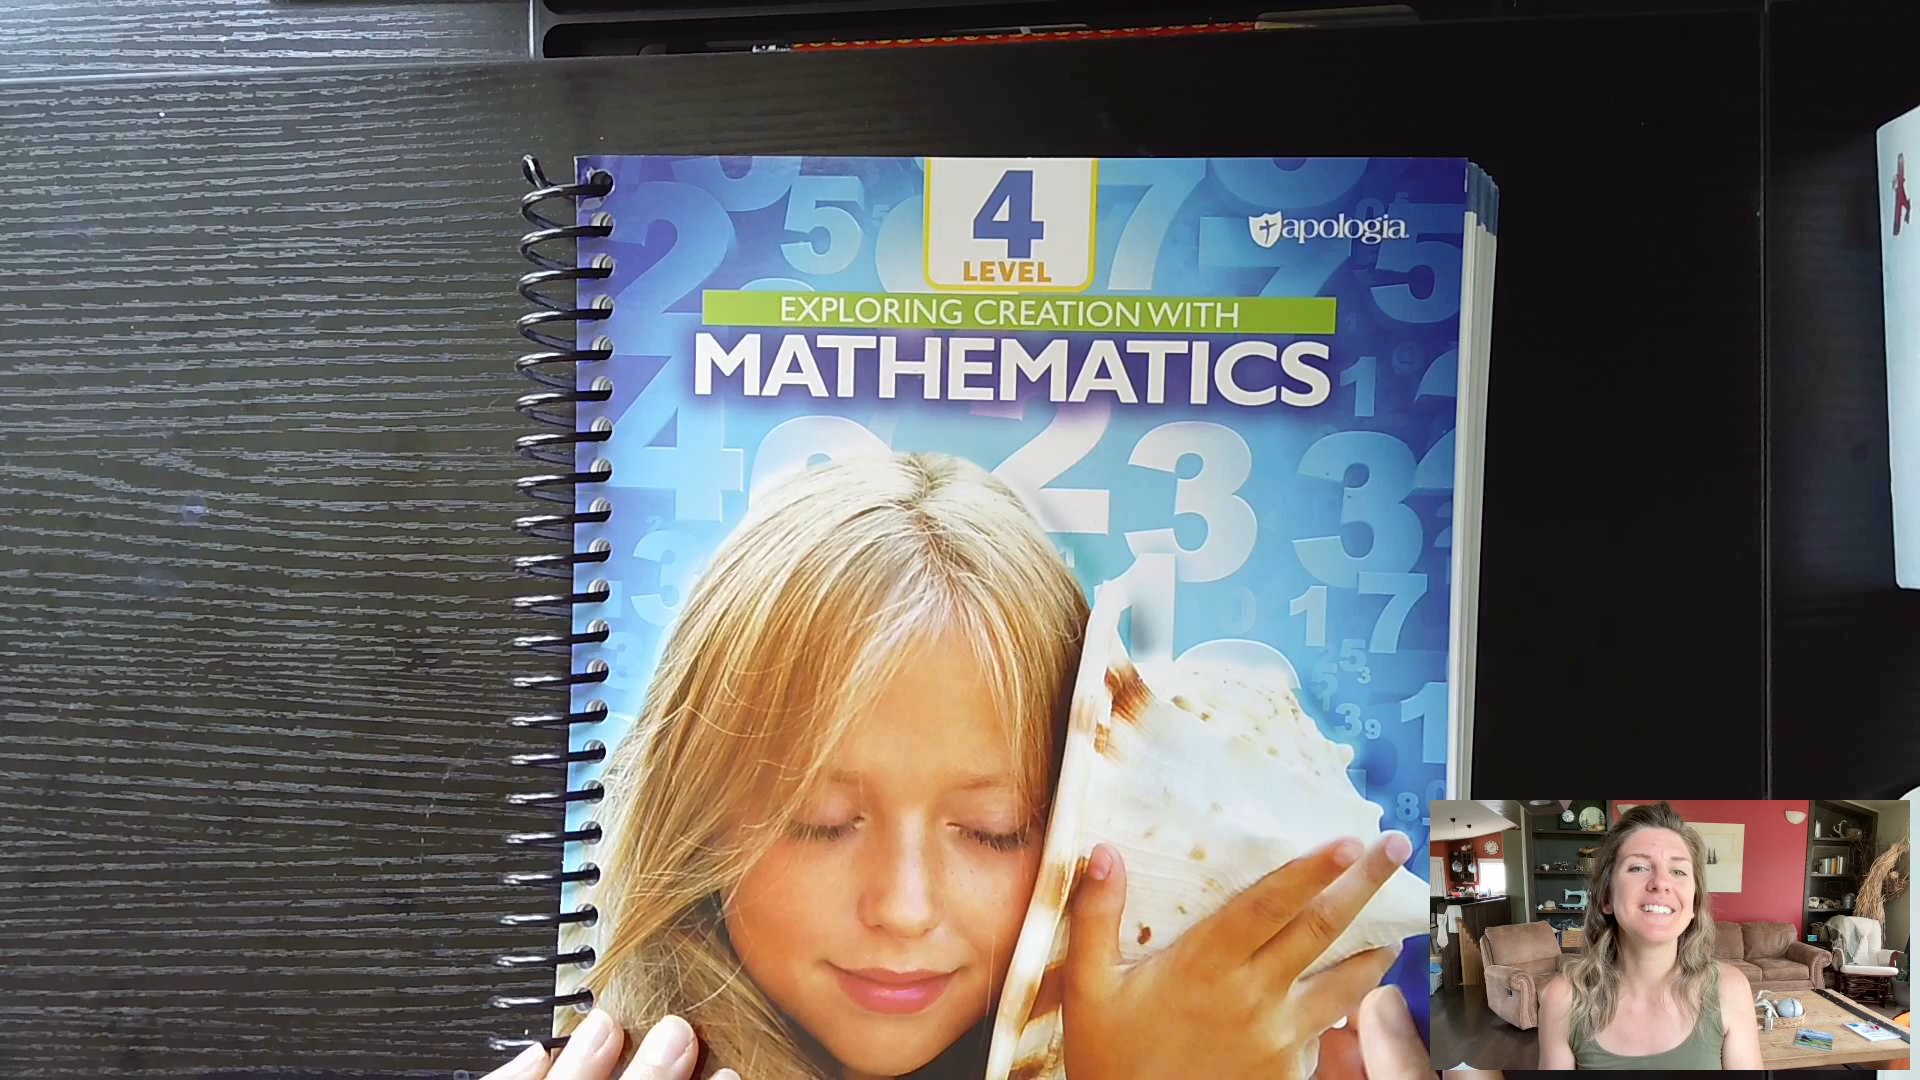 4
LEVEL
apologia
EXPLORING CREATION WITH
MATHEMATICS